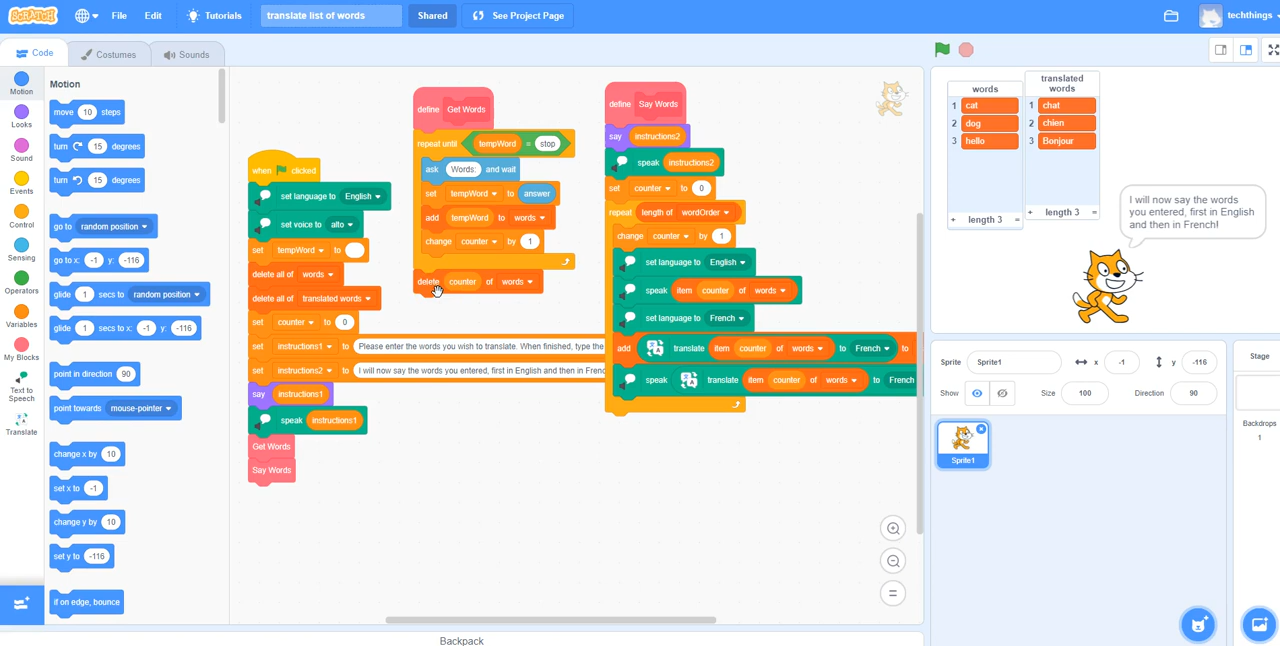 SCRATCH
File
Edit
Tutorials
translate list of words
Shared
See Project Page
techthings
Code
Costumes
Sounds
Motion
Looks
Sound
Events
Control
Sensing
Operators
Variables
My Blocks
Text to
Speech
Translate
Motion
move 10 steps
turn 15 degrees
turn 15 degrees
go to random position
go to x: -1 y: -116
glide 1 secs to random position
glide 1 secs to x: -1 y: -116
point in direction 90
point towards mouse-pointer
change x by 10
set x to -1
change y by 10
set y to -116
if on edge, bounce
when clicked
set language to English
set voice to alto
set tempWord to
delete all of words
delete all of translated words
set counter to 0
set instructions1 to Please enter the words you wish to translate. When finished, type the
set instructions2 to I will now say the words you entered, first in English and then in Frenc
say instructions1
speak instructions1
Get Words
Say Words
define Get Words
repeat until tempWord = stop
ask Words: and wait
set tempWord to answer
add tempWord to words
change counter by 1
delete counter of words
define Say Words
say instructions2
speak instructions2
set counter to 0
repeat length of wordOrder
change counter by 1
set language to English
speak item counter of words
set language to French
add translate item counter of words to French to
speak translate item counter of words to French
words
1 cat
2 dog
3 hello
+ length 3 =
translated
words
1 chat
2 chien
3 Bonjour
+ length 3 =
I will now say the words
you entered, first in English
and then in French!
Sprite Sprite1 x -1 y -116
Show Size 100 Direction 90
Sprite1
Stage
Backdrops
1
Backpack